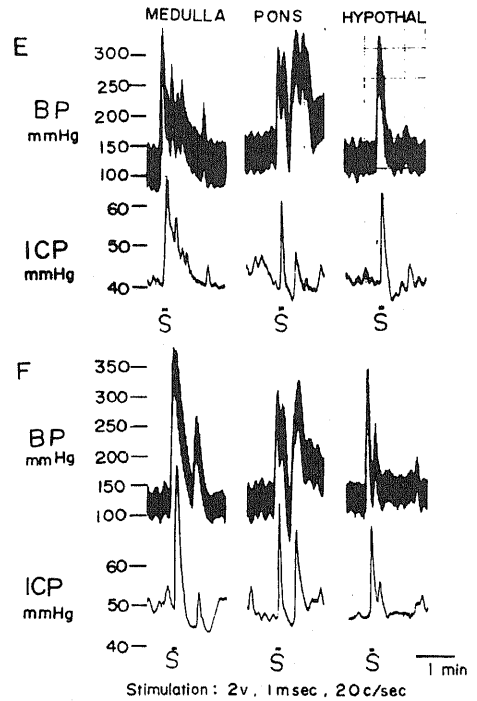 MEDULLA PONS HYPOTHAL
E
300
250
BP 200
mmHg 150
100
60
ICP 50
mmHg 40
S S S
F
350
300
BP 250
mmHg 200
150
100
60
ICP 50
mmHg
40
S S S
1 min
Stimulation: 2v, 1msec, 20c/sec